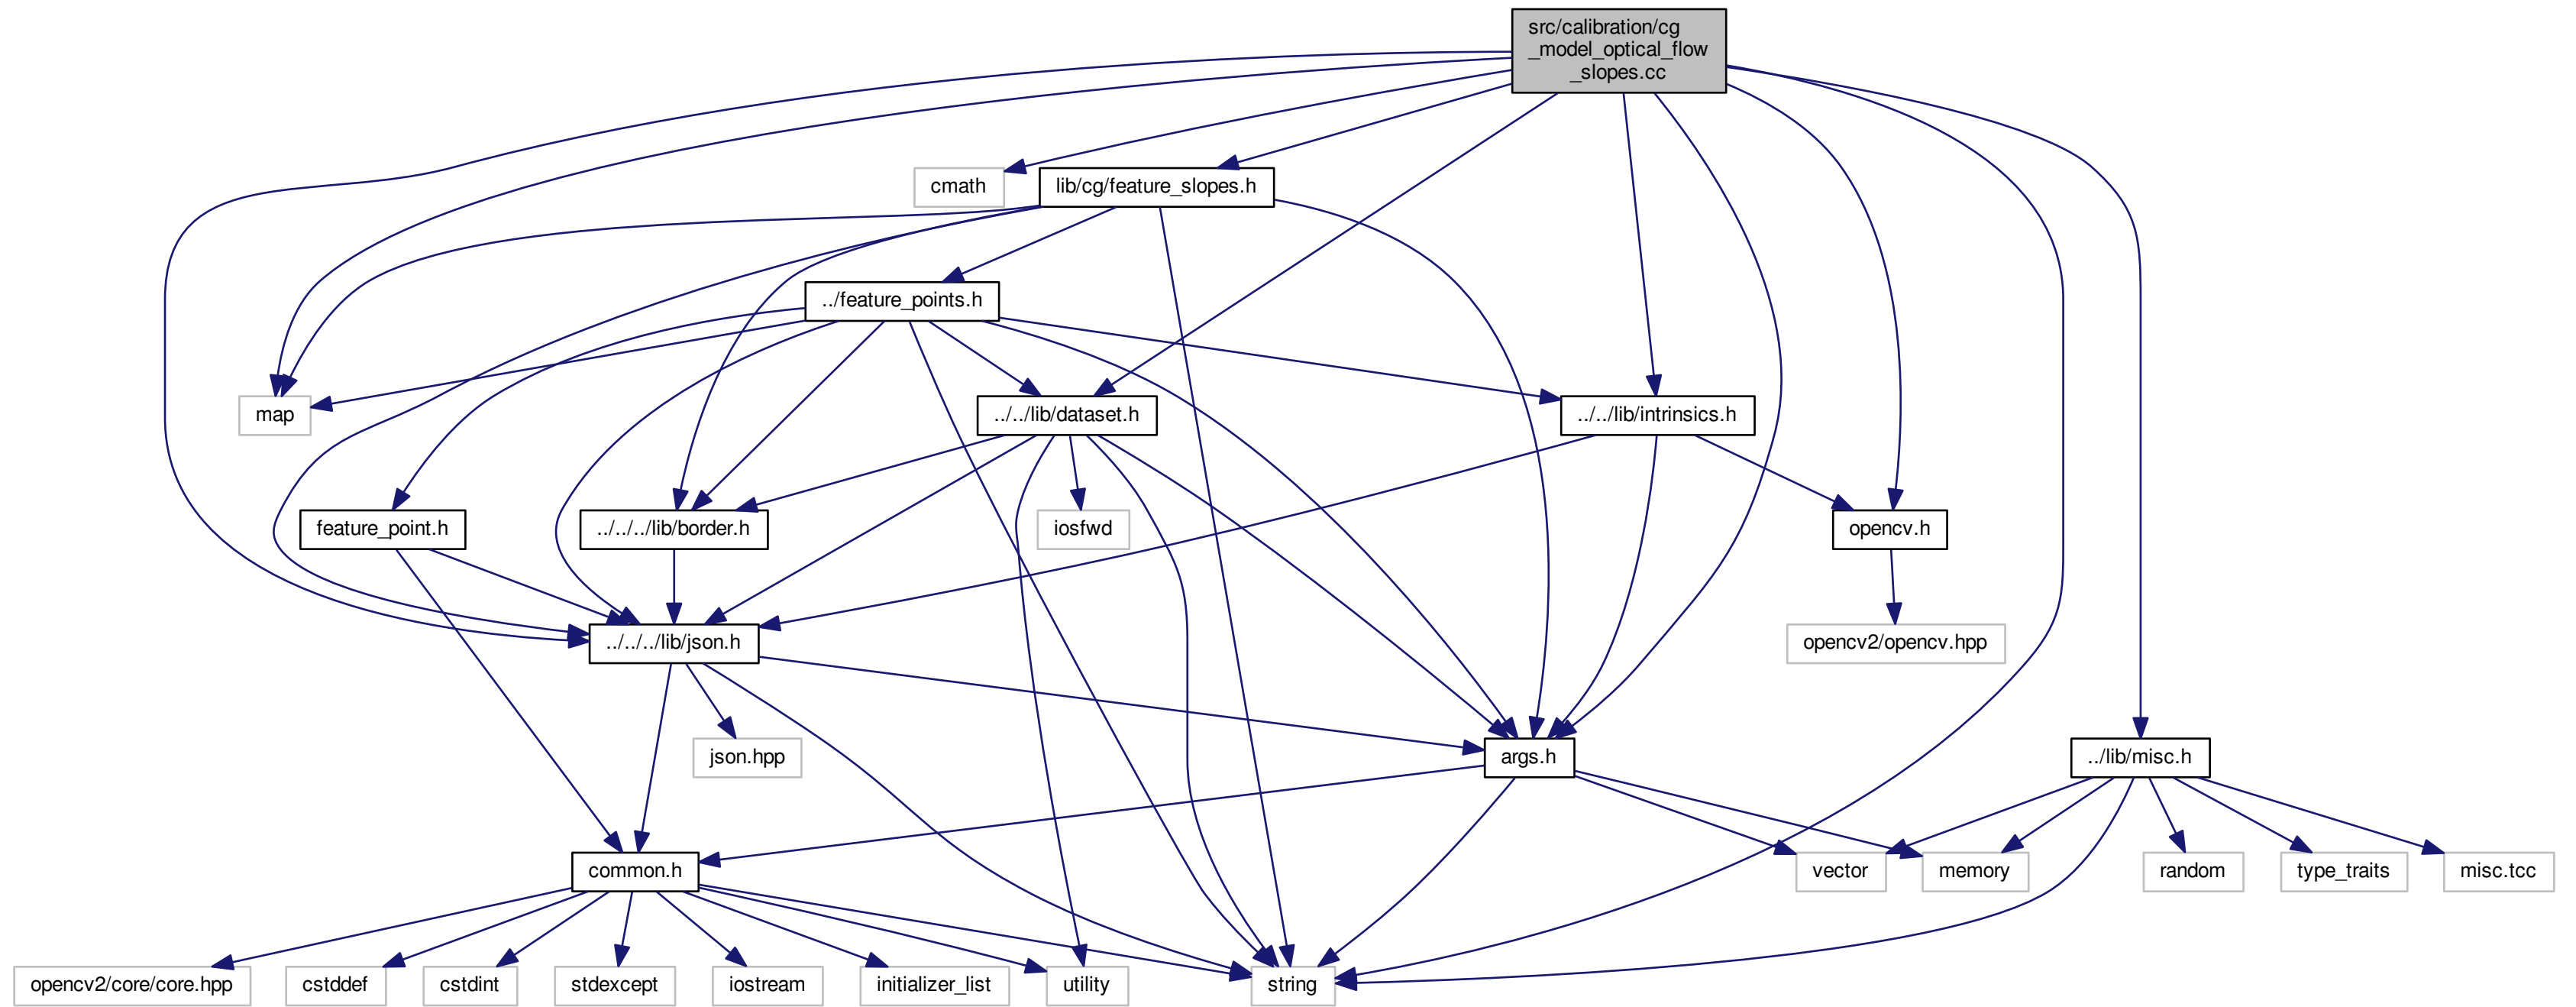 src/calibration/cg
_model_optical_flow
_slopes.cc
cmath
lib/cg/feature_slopes.h
../feature_points.h
map
../../lib/dataset.h
../../lib/intrinsics.h
feature_point.h
../../../lib/border.h
iosfwd
opencv.h
../../../lib/json.h
opencv2/opencv.hpp
json.hpp
args.h
../lib/misc.h
common.h
vector
memory
random
type_traits
misc.tcc
opencv2/core/core.hpp
cstddef
cstdint
stdexcept
iostream
initializer_list
utility
string